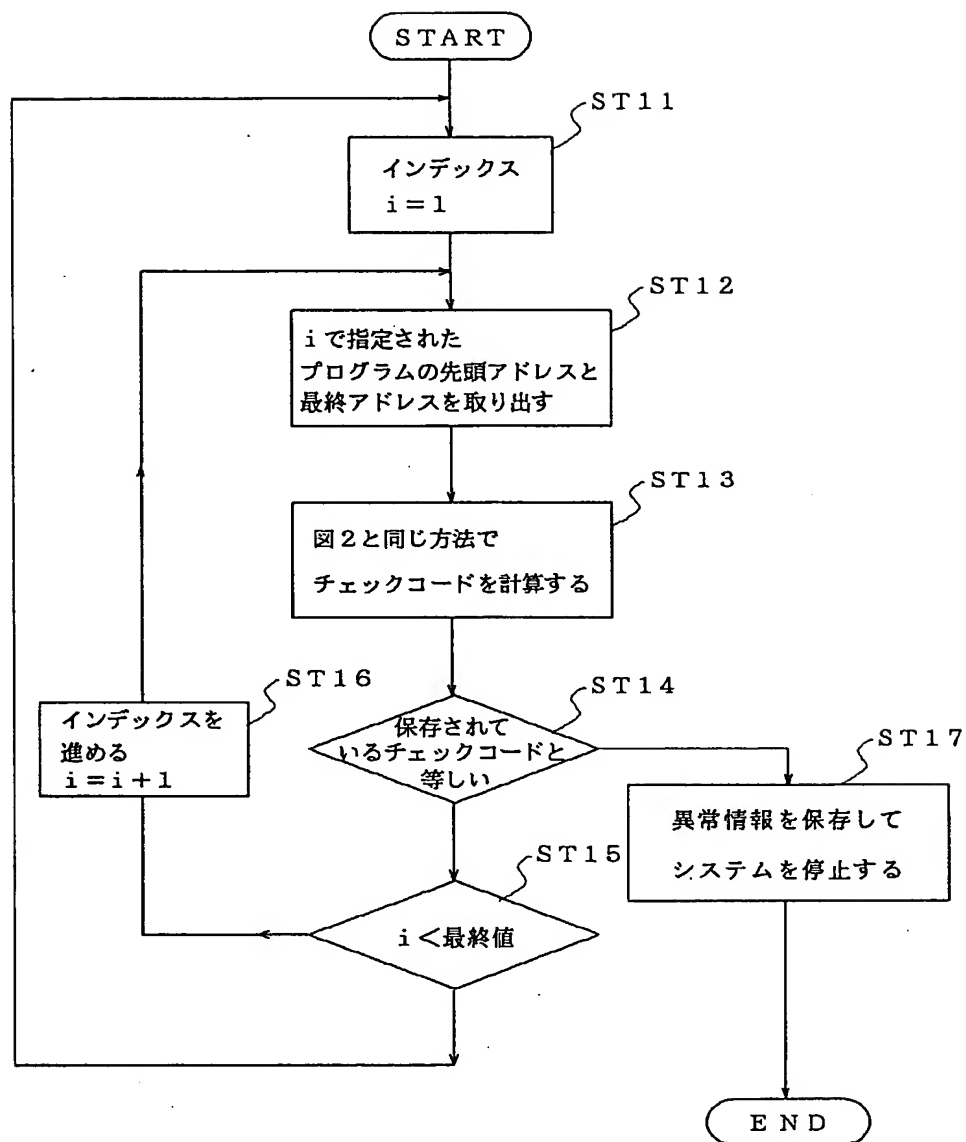 START
ST11
インデックス
i=1
ST12
iで指定された
プログラムの先頭アドレスと
最終アドレスを取り出す
ST13
図2と同じ方法で
チェックコードを計算する
ST14
保存されて
いるチェックコードと
等しい
ST15
i<最終値
ST16
インデックスを
進める
i=i+1
ST17
異常情報を保存して
システムを停止する
END